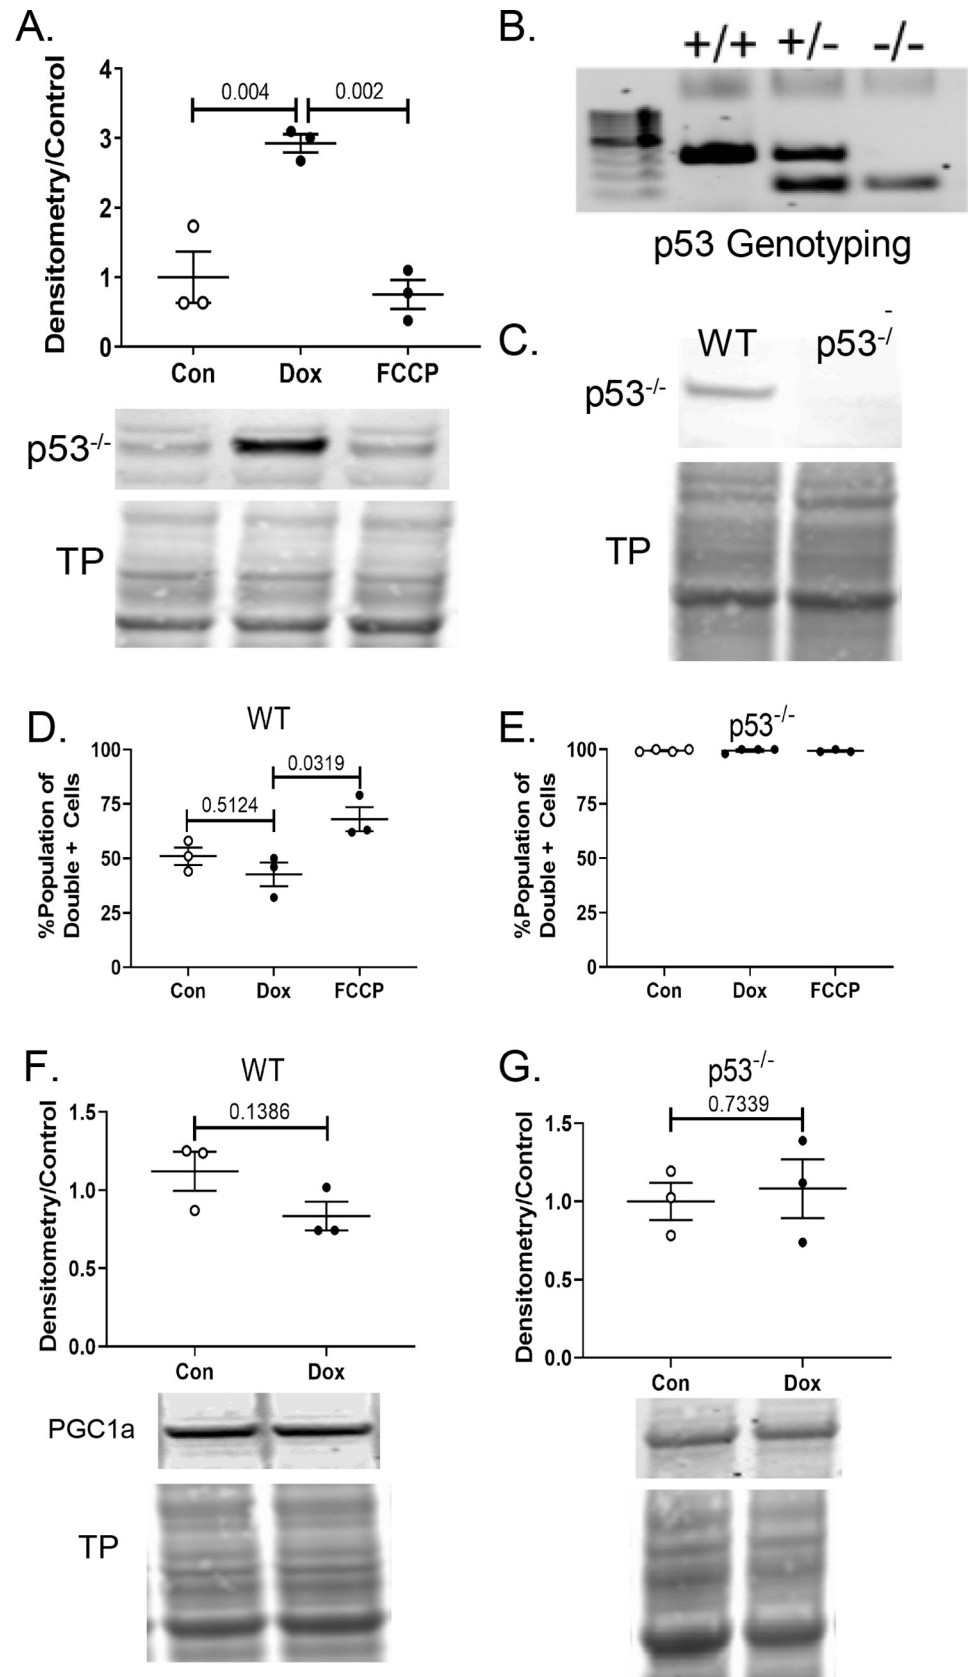 A.
Densitometry/Control
4
3
2
1
0
0.004
0.002
Con
Dox
FCCP
p53-/-
TP
B.
+/+ +/- -/-
p53 Genotyping
C.
WT
p53-/-
p53-/-
TP
D.
WT
%Population of
Double + Cells
100
75
50
25
0
0.5124
0.0319
Con
Dox
FCCP
E.
p53-/-
%Population of
Double + Cells
100
75
50
25
0
Con
Dox
FCCP
F.
WT
Densitometry/Control
1.5
1.0
0.5
0.0
0.1386
Con
Dox
PGC1a
TP
G.
p53-/-
Densitometry/Control
1.5
1.0
0.5
0.0
0.7339
Con
Dox